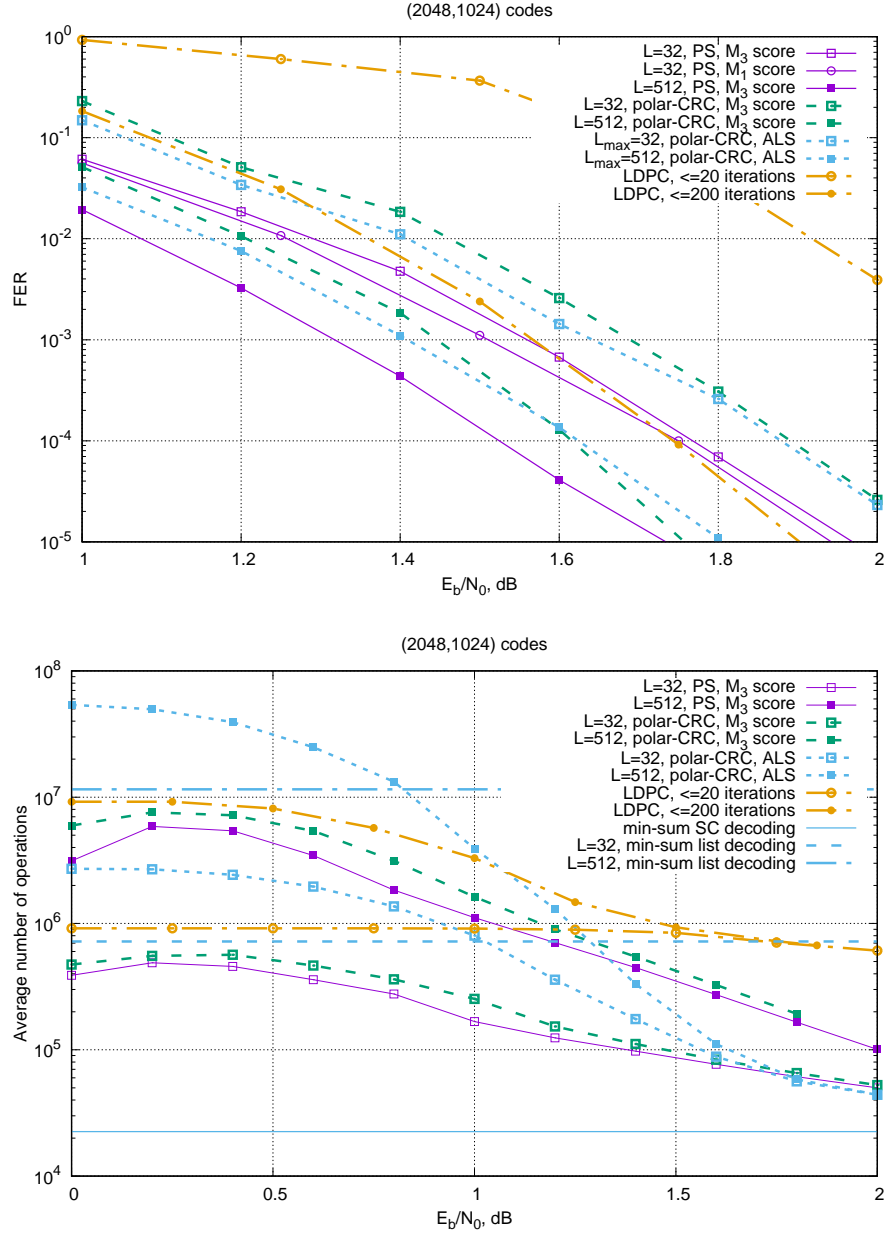 (2048,1024) codes
10^0
10^-1
10^-2
10^-3
10^-4
10^-5
FER
L=32, PS, M_3 score
L=32, PS, M_1 score
L=512, PS, M_3 score
L=32, polar-CRC, M_3 score
L=512, polar-CRC, M_3 score
L_max=32, polar-CRC, ALS
L_max=512, polar-CRC, ALS
LDPC, <=20 iterations
LDPC, <=200 iterations
1 1.2 1.4 1.6 1.8 2
E_b/N_0, dB
(2048,1024) codes
10^8
10^7
10^6
10^5
10^4
Average number of operations
L=32, PS, M_3 score
L=512, PS, M_3 score
L=32, polar-CRC, M_3 score
L=512, polar-CRC, M_3 score
L=32, polar-CRC, ALS
L=512, polar-CRC, ALS
LDPC, <=20 iterations
LDPC, <=200 iterations
min-sum SC decoding
L=32, min-sum list decoding
L=512, min-sum list decoding
0 0.5 1 1.5 2
E_b/N_0, dB